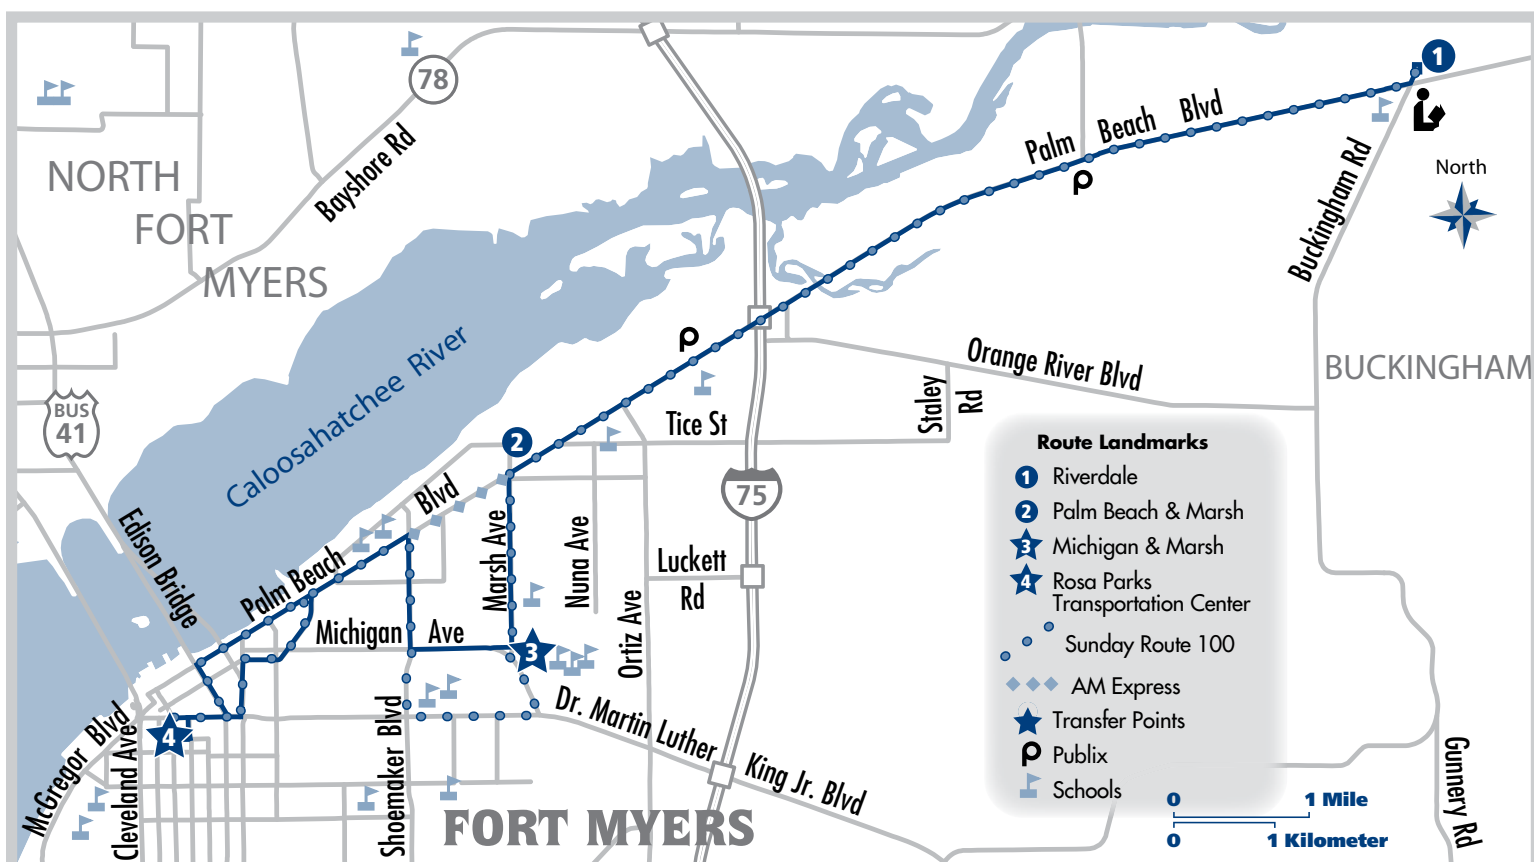 1
78
Palm Beach Blvd
Bayshore Rd
NORTH
FORT
MYERS
Buckingham Rd
North
Caloosahatchee River
Orange River Blvd
BUCKINGHAM
BUS
41
Staley
Rd
Tice St
2
Blvd
75
Edison Bridge
Marsh Ave
Nuna Ave
Luckett
Rd
Palm Beach
Michigan Ave
3
Ortiz Ave
Dr. Martin Luther King Jr. Blvd
McGregor Blvd
4
Cleveland Ave
Shoemaker Blvd
FORT MYERS
Gunnery Rd
Route Landmarks
1 Riverdale
2 Palm Beach & Marsh
3 Michigan & Marsh
4 Rosa Parks
Transportation Center
Sunday Route 100
AM Express
Transfer Points
p Publix
Schools
0 1 Mile
0 1 Kilometer